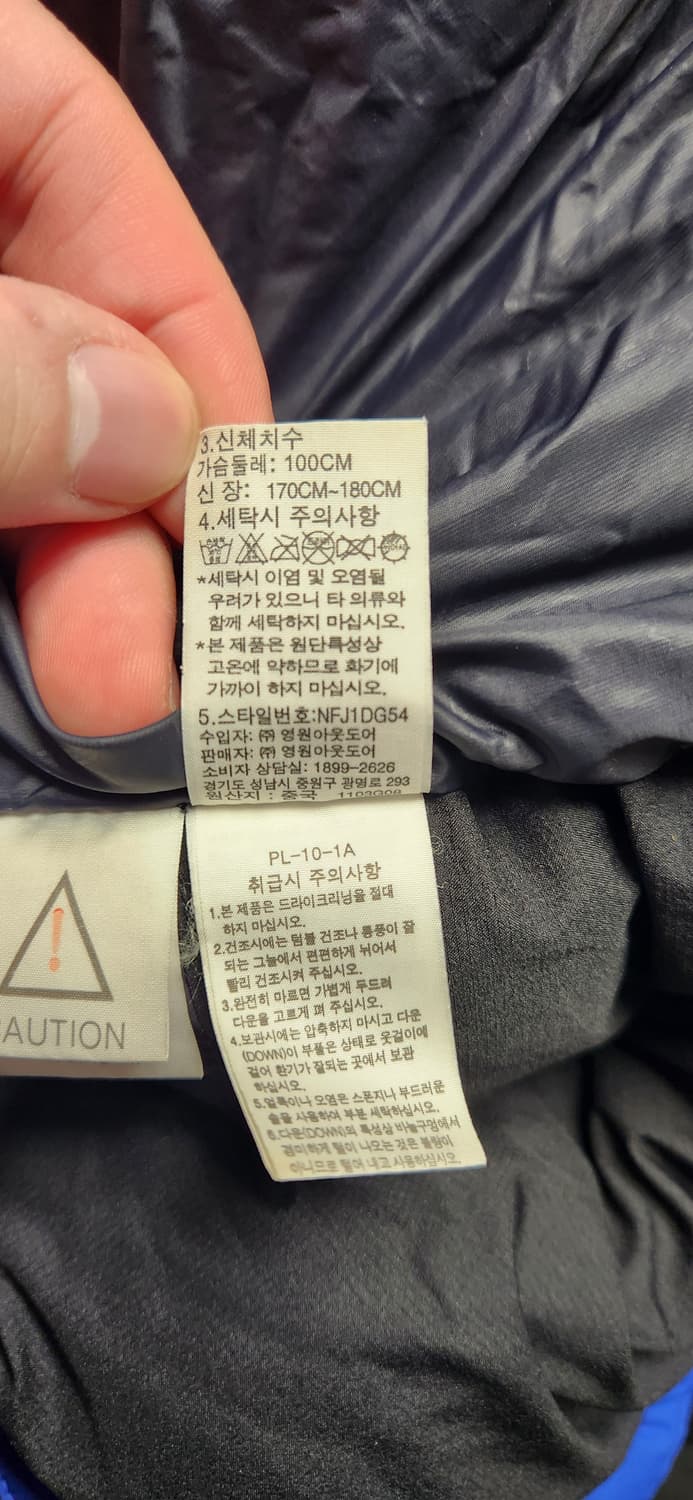 3.신체치수
가슴둘레: 100CM
신 장: 170CM~180CM
4.세탁시 주의사항
*세탁시 이염 및 오염될
우려가 있으니 타 의류와
함께 세탁하지 마십시오.
*본 제품은 원단특성상
고온에 약하므로 화기에
가까이 하지 마십시오.
5.스타일번호:NFJ1DG54
수입자: ㈜ 영원아웃도어
판매자: ㈜ 영원아웃도어
소비자 상담실: 1899-2626
경기도 성남시 중원구 광명로 293
원산지 : 중국
PL-10-1A
취급시 주의사항
1.본 제품은 드라이크리닝을 절대
하지 마십시오.
2.건조시에는 텀블 건조나 통풍이 잘
되는 그늘에서 편편하게 뉘어서
빨리 건조시켜 주십시오.
3.완전히 마르면 가볍게 두드려
다운을 고르게 펴 주십시오.
4.보관시에는 압축하지 마시고 다운
(DOWN)이 부풀은 상태로 옷걸이에
걸어 환기가 잘되는 곳에서 보관
하십시오.
5.얼룩이나 오염은 스폰지나 부드러운
솔을 사용하여 부분 세탁하십시오.
6.다운(DOWN)의 특성상 바늘구멍에서
경미하게 털이 나오는 것은 불량이
아니므로 털어 내고 사용하십시오.
AUTION